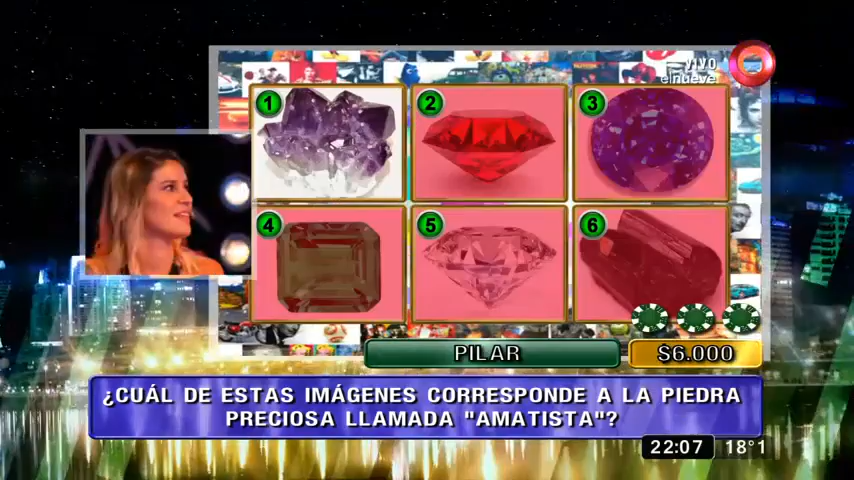 VIVO
elnueve
1
2
3
4
5
6
PILAR
$6.000
¿CUÁL DE ESTAS IMÁGENES CORRESPONDE A LA PIEDRA
PRECIOSA LLAMADA "AMATISTA"?
22:07 18°1